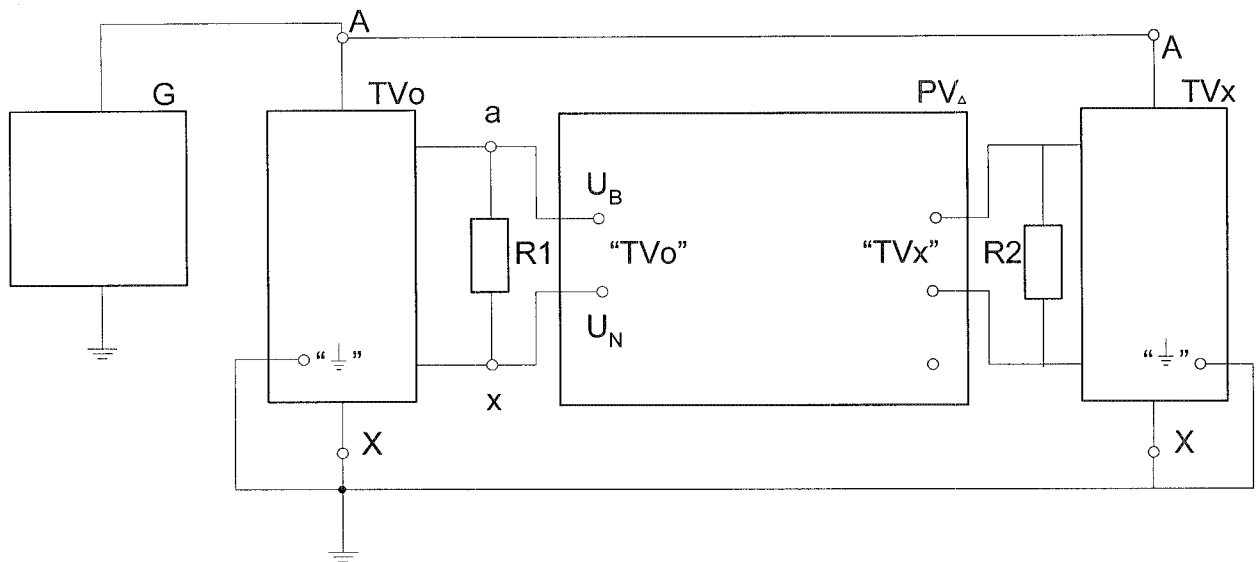 A
A
G
TVo
a
PV△
TVx
U_B
R1
"TVo"
"TVx"
R2
U_N
"⏚"
"⏚"
x
X
X